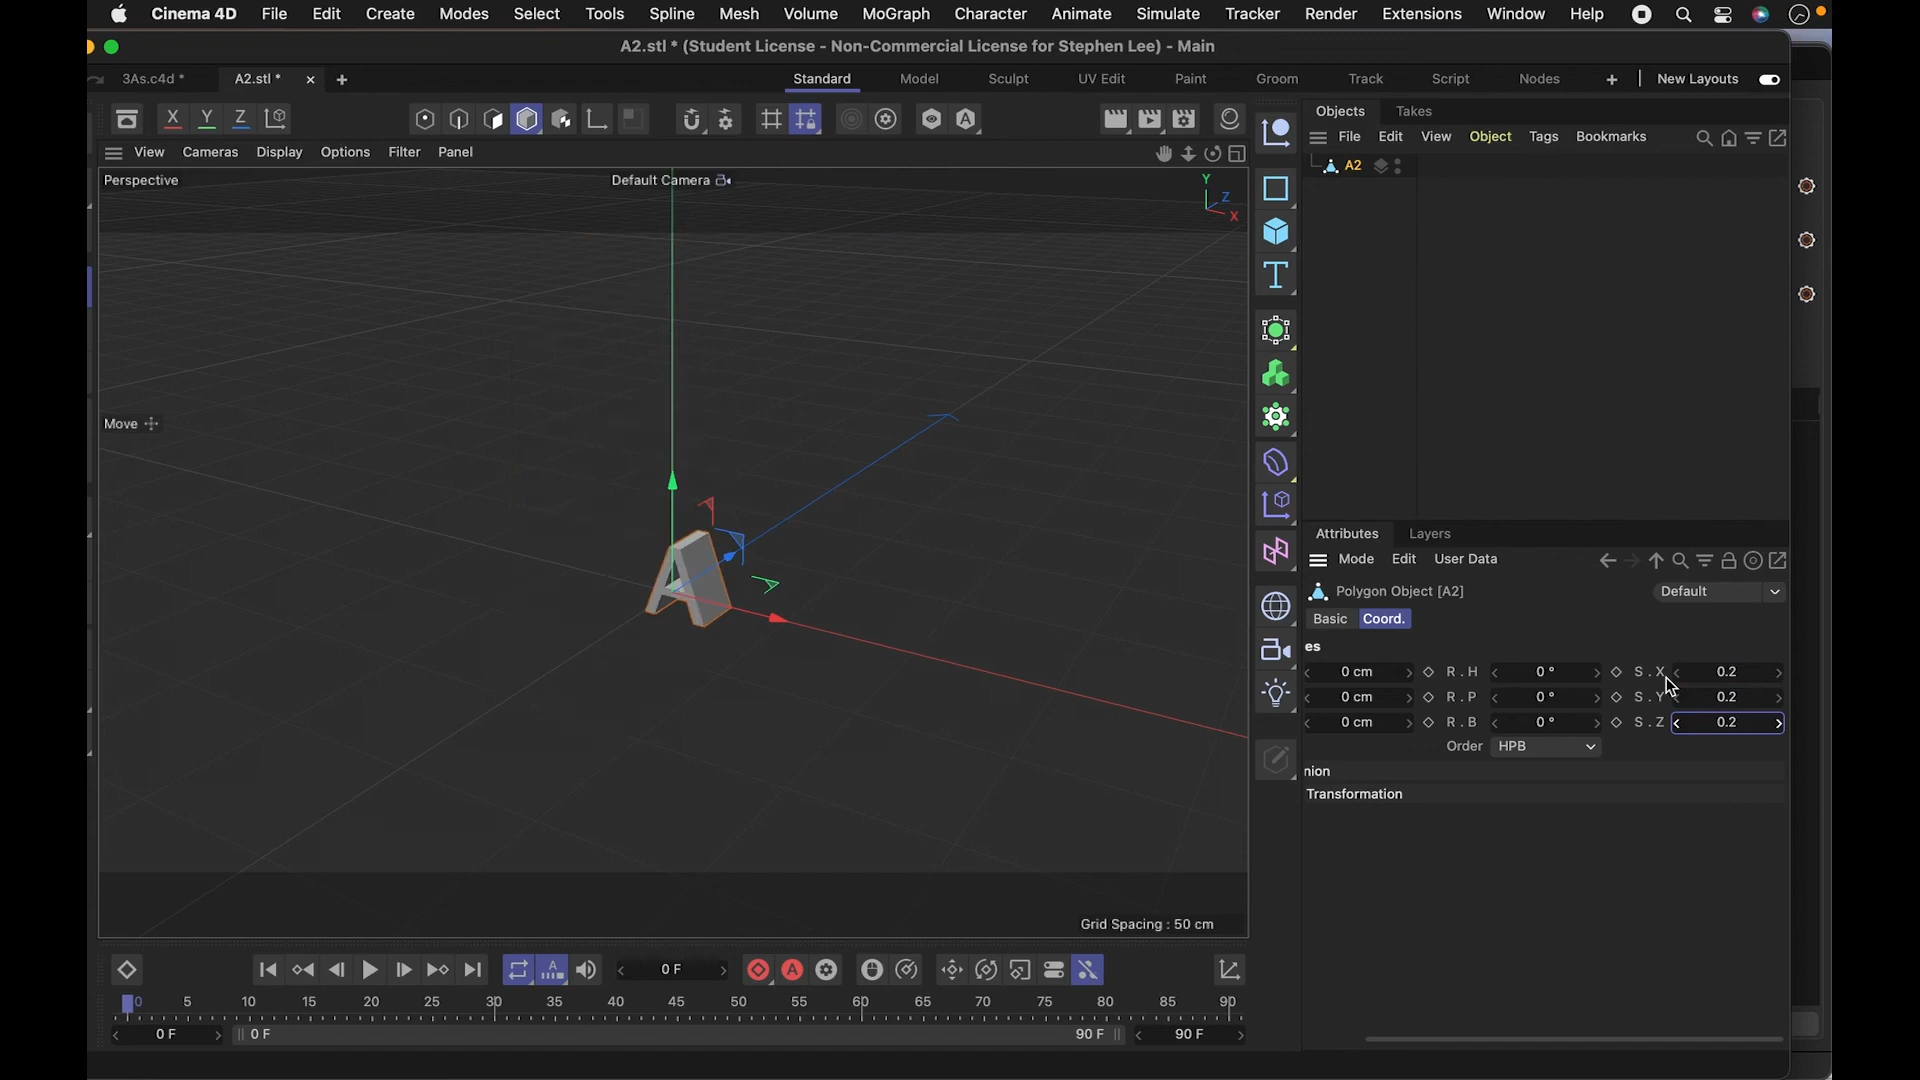 Cinema 4D File Edit Create Modes Select Tools Spline Mesh Volume MoGraph Character Animate Simulate Tracker Render Extensions Window Help
A2.stl * (Student License - Non-Commercial License for Stephen Lee) - Main
3As.c4d * A2.stl * × + Standard Model Sculpt UV Edit Paint Groom Track Script Nodes + New Layouts
X Y Z
Objects Takes
File Edit View Object Tags Bookmarks
View Cameras Display Options Filter Panel
A2
Perspective Default Camera
Y Z X
Move
Grid Spacing : 50 cm
Attributes Layers
Mode Edit User Data
Polygon Object [A2] Default
Basic Coord.
es
0 cm R . H 0 ° S . X 0.2
0 cm R . P 0 ° S . Y 0.2
0 cm R . B 0 ° S . Z 0.2
Order HPB
nion
Transformation
0 F
0 5 10 15 20 25 30 35 40 45 50 55 60 65 70 75 80 85 90
0 F 0 F 90 F 90 F